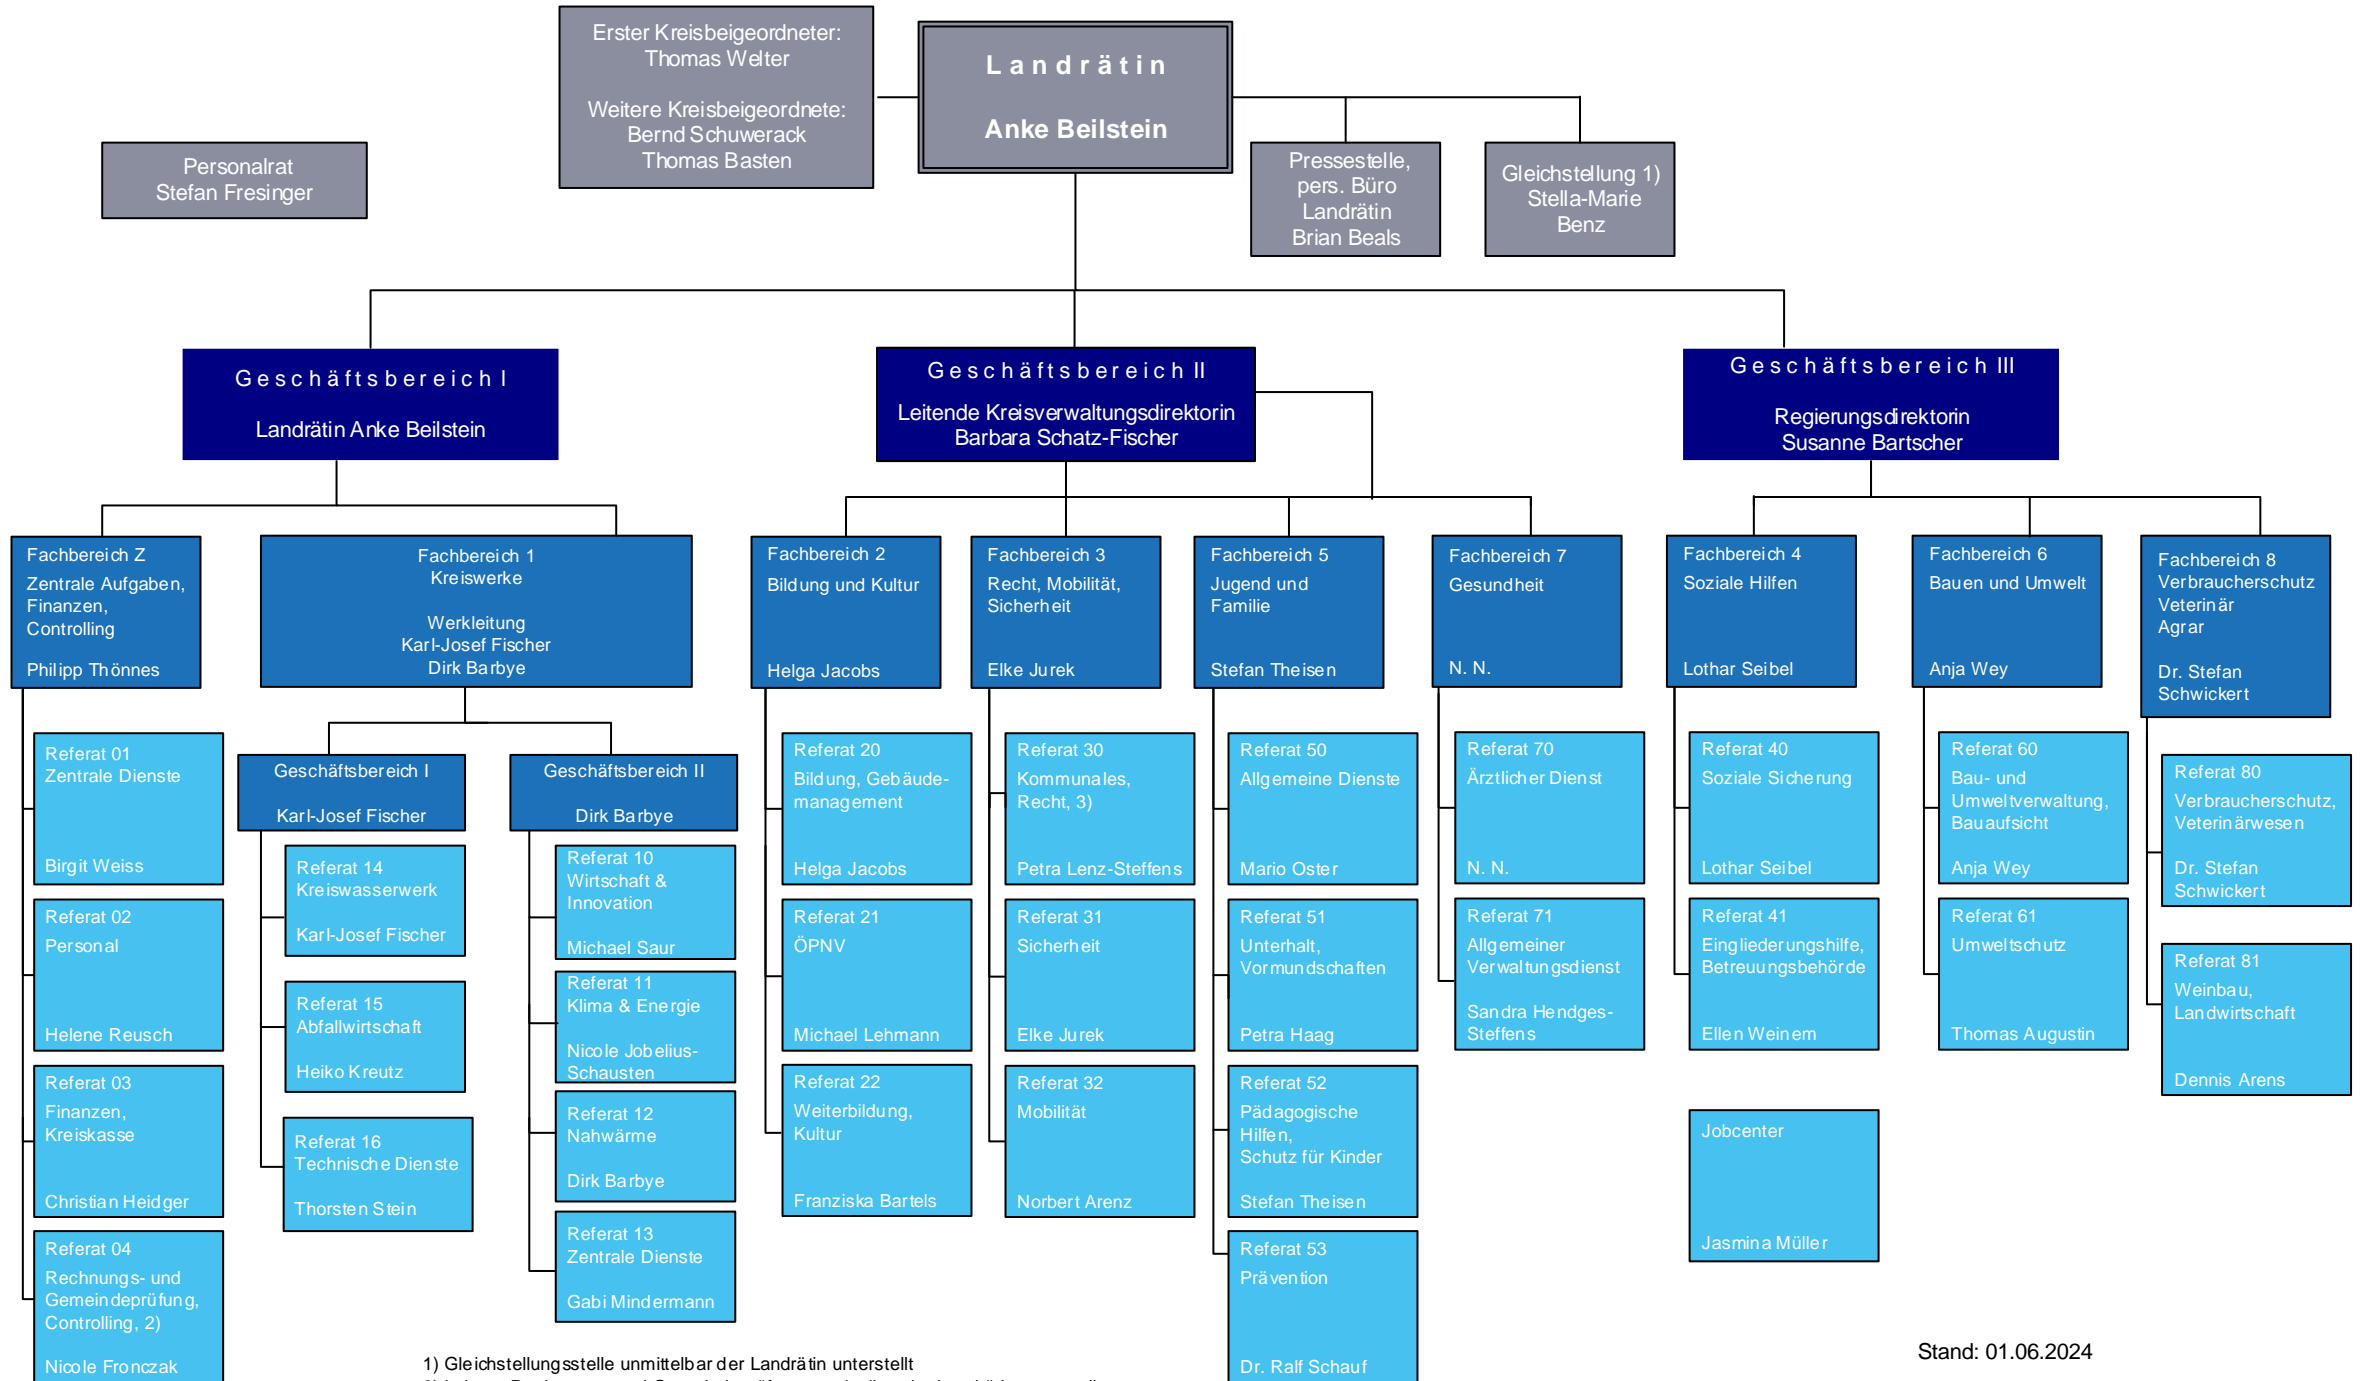 Erster Kreisbeigeordneter:
Thomas Welter
Weitere Kreisbeigeordnete:
Bernd Schuwerack
Thomas Basten
Landrätin
Anke Beilstein
Personalrat
Stefan Fresinger
Pressestelle,
pers. Büro
Landrätin
Brian Beals
Gleichstellung 1)
Stella-Marie
Benz
Geschäftsbereich I
Landrätin Anke Beilstein
Geschäftsbereich II
Leitende Kreisverwaltungsdirektorin
Barbara Schatz-Fischer
Geschäftsbereich III
Regierungsdirektorin
Susanne Bartscher
Fachbereich Z
Zentrale Aufgaben,
Finanzen,
Controlling
Philipp Thönnes
Fachbereich 1
Kreiswerke
Werkleitung
Karl-Josef Fischer
Dirk Barbye
Fachbereich 2
Bildung und Kultur
Helga Jacobs
Fachbereich 3
Recht, Mobilität,
Sicherheit
Elke Jurek
Fachbereich 5
Jugend und
Familie
Stefan Theisen
Fachbereich 7
Gesundheit
N. N.
Fachbereich 4
Soziale Hilfen
Lothar Seibel
Fachbereich 6
Bauen und Umwelt
Anja Wey
Fachbereich 8
Verbraucherschutz
Veterinär
Agrar
Dr. Stefan
Schwickert
Referat 01
Zentrale Dienste
Birgit Weiss
Referat 02
Personal
Helene Reusch
Referat 03
Finanzen,
Kreiskasse
Christian Heidger
Referat 04
Rechnungs- und
Gemeindeprüfung,
Controlling, 2)
Nicole Fronczak
Geschäftsbereich I
Karl-Josef Fischer
Referat 14
Kreiswasserwerk
Karl-Josef Fischer
Referat 15
Abfallwirtschaft
Heiko Kreutz
Referat 16
Technische Dienste
Thorsten Stein
Geschäftsbereich II
Dirk Barbye
Referat 10
Wirtschaft &
Innovation
Michael Saur
Referat 11
Klima & Energie
Nicole Jobelius-
Schausten
Referat 12
Nahwärme
Dirk Barbye
Referat 13
Zentrale Dienste
Gabi Mindermann
Referat 20
Bildung, Gebäude-
management
Helga Jacobs
Referat 21
ÖPNV
Michael Lehmann
Referat 22
Weiterbildung,
Kultur
Franziska Bartels
Referat 30
Kommunales,
Recht, 3)
Petra Lenz-Steffens
Referat 31
Sicherheit
Elke Jurek
Referat 32
Mobilität
Norbert Arenz
Referat 50
Allgemeine Dienste
Mario Oster
Referat 51
Unterhalt,
Vormundschaften
Petra Haag
Referat 52
Pädagogische
Hilfen,
Schutz für Kinder
Stefan Theisen
Referat 53
Prävention
Dr. Ralf Schauf
Referat 70
Ärztlicher Dienst
N. N.
Referat 71
Allgemeiner
Verwaltungsdienst
Sandra Hendges-
Steffens
Referat 40
Soziale Sicherung
Lothar Seibel
Referat 41
Eingliederungshilfe,
Betreuungsbehörde
Ellen Weinem
Jobcenter
Jasmina Müller
Referat 60
Bau- und
Umweltverwaltung,
Bauaufsicht
Anja Wey
Referat 61
Umweltschutz
Thomas Augustin
Referat 80
Verbraucherschutz,
Veterinärwesen
Dr. Stefan
Schwickert
Referat 81
Weinbau,
Landwirtschaft
Dennis Arens
1) Gleichstellungsstelle unmittelbar der Landrätin unterstellt
Stand: 01.06.2024